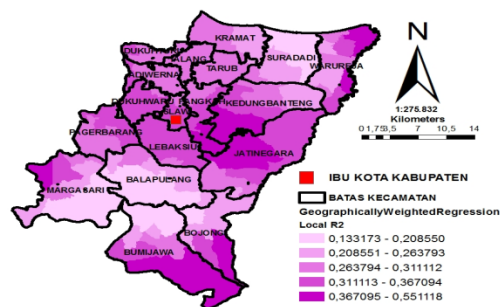 KRAMAT
SURADADI
WARUREJA
TARUB
ADIWERNA
DUKUHWARU
SLAWI
KEDUNGBANTENG
PAGERBARANG
LEBAKSIU
JATINEGARA
MARGASARI
BALAPULANG
BOJONG
BUMIJAWA
N
1:275.832
Kilometers
0 1,75 3,5 7 10,5 14
IBU KOTA KABUPATEN
BATAS KECAMATAN
GeographicallyWeightedRegression
Local R2
0,133173 - 0,208550
0,208551 - 0,263793
0,263794 - 0,311112
0,311113 - 0,367094
0,367095 - 0,551118